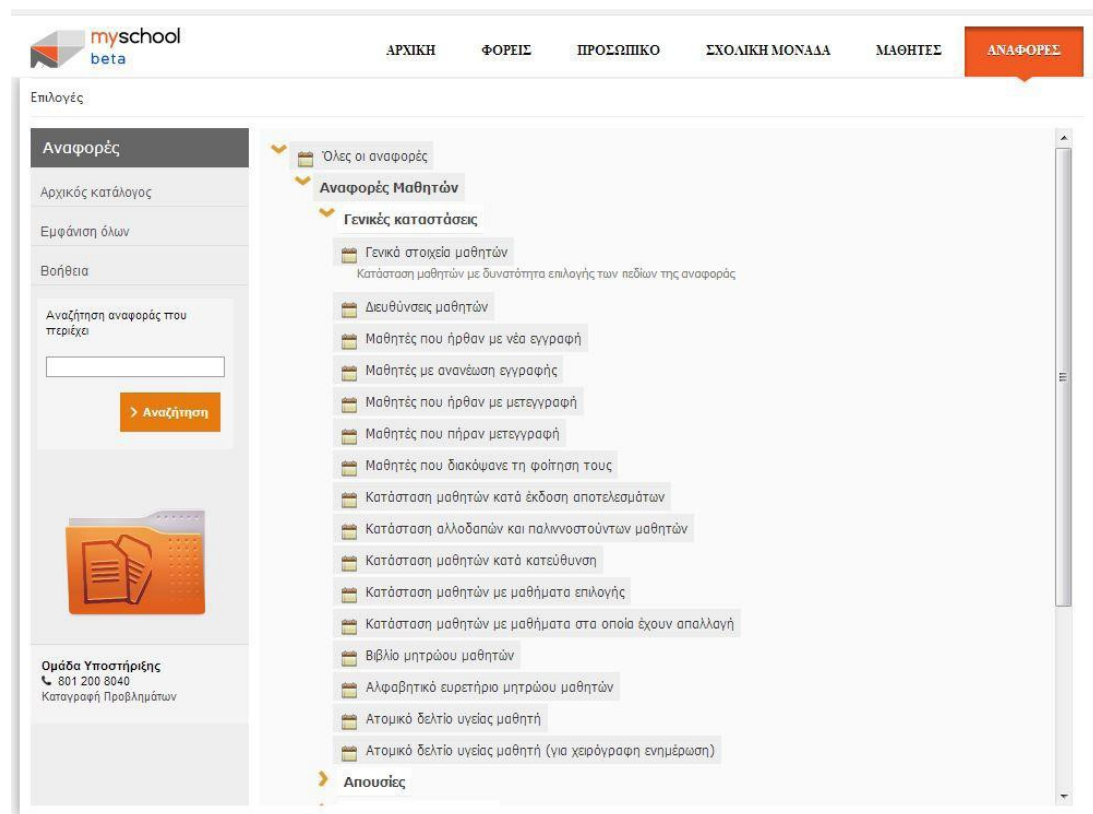 myschool
beta
ΑΡΧΙΚΗ ΦΟΡΕΙΣ ΠΡΟΣΩΠΙΚΟ ΣΧΟΛΙΚΗ ΜΟΝΑΔΑ ΜΑΘΗΤΕΣ ΑΝΑΦΟΡΕΣ
Επιλογές
Αναφορές
Αρχικός κατάλογος
Εμφάνιση όλων
Βοήθεια
Αναζήτηση αναφοράς που
περιέχει
> Αναζήτηση
Ομάδα Υποστήριξης
801 200 8040
Καταγραφή Προβλημάτων
Όλες οι αναφορές
Αναφορές Μαθητών
Γενικές καταστάσεις
Γενικά στοιχεία μαθητών
Κατάσταση μαθητών με δυνατότητα επιλογής των πεδίων της αναφοράς
Διευθύνσεις μαθητών
Μαθητές που ήρθαν με νέα εγγραφή
Μαθητές με ανανέωση εγγραφής
Μαθητές που ήρθαν με μετεγγραφή
Μαθητές που πήραν μετεγγραφή
Μαθητές που διακόψανε τη φοίτηση τους
Κατάσταση μαθητών κατά έκδοση αποτελεσμάτων
Κατάσταση αλλοδαπών και παλιννοστούντων μαθητών
Κατάσταση μαθητών κατά κατεύθυνση
Κατάσταση μαθητών με μαθήματα επιλογής
Κατάσταση μαθητών με μαθήματα στα οποία έχουν απαλλαγή
Βιβλίο μητρώου μαθητών
Αλφαβητικό ευρετήριο μητρώου μαθητών
Ατομικό δελτίο υγείας μαθητή
Ατομικό δελτίο υγείας μαθητή (για χειρόγραφη ενημέρωση)
Απουσίες